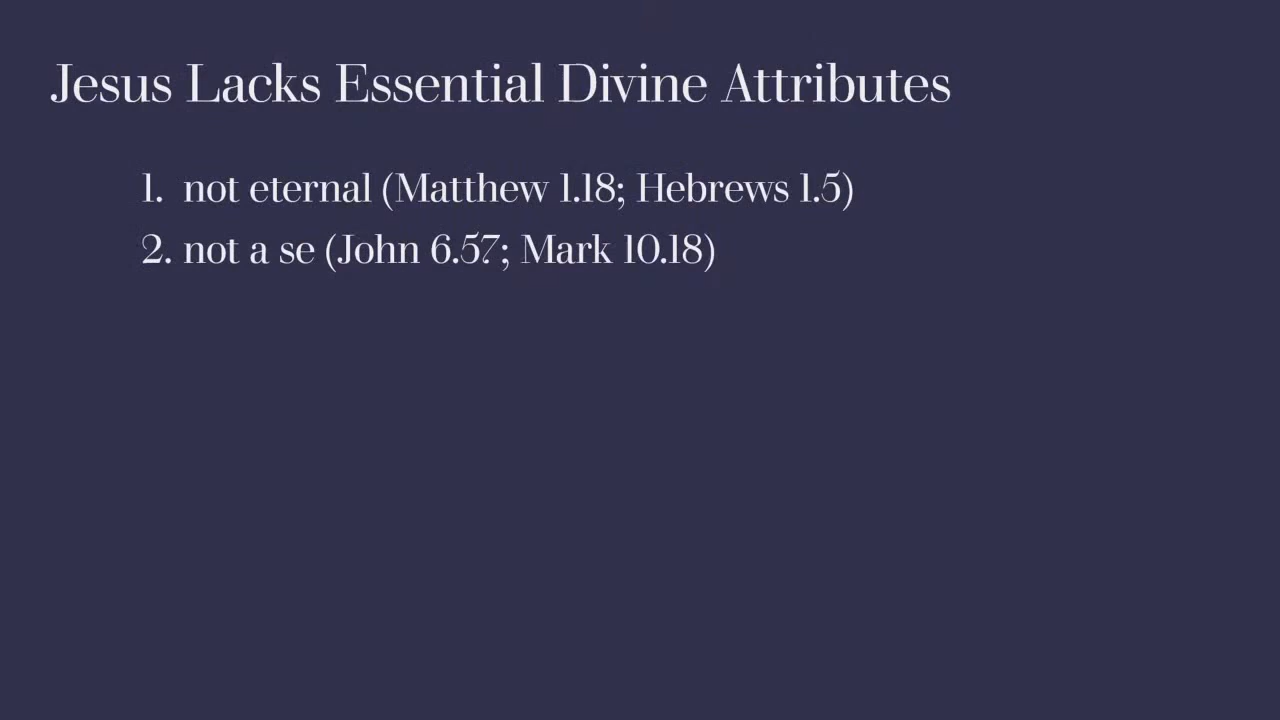 Jesus Lacks Essential Divine Attributes
1. not eternal (Matthew 1.18; Hebrews 1.5)
2. not a se (John 6.57; Mark 10.18)